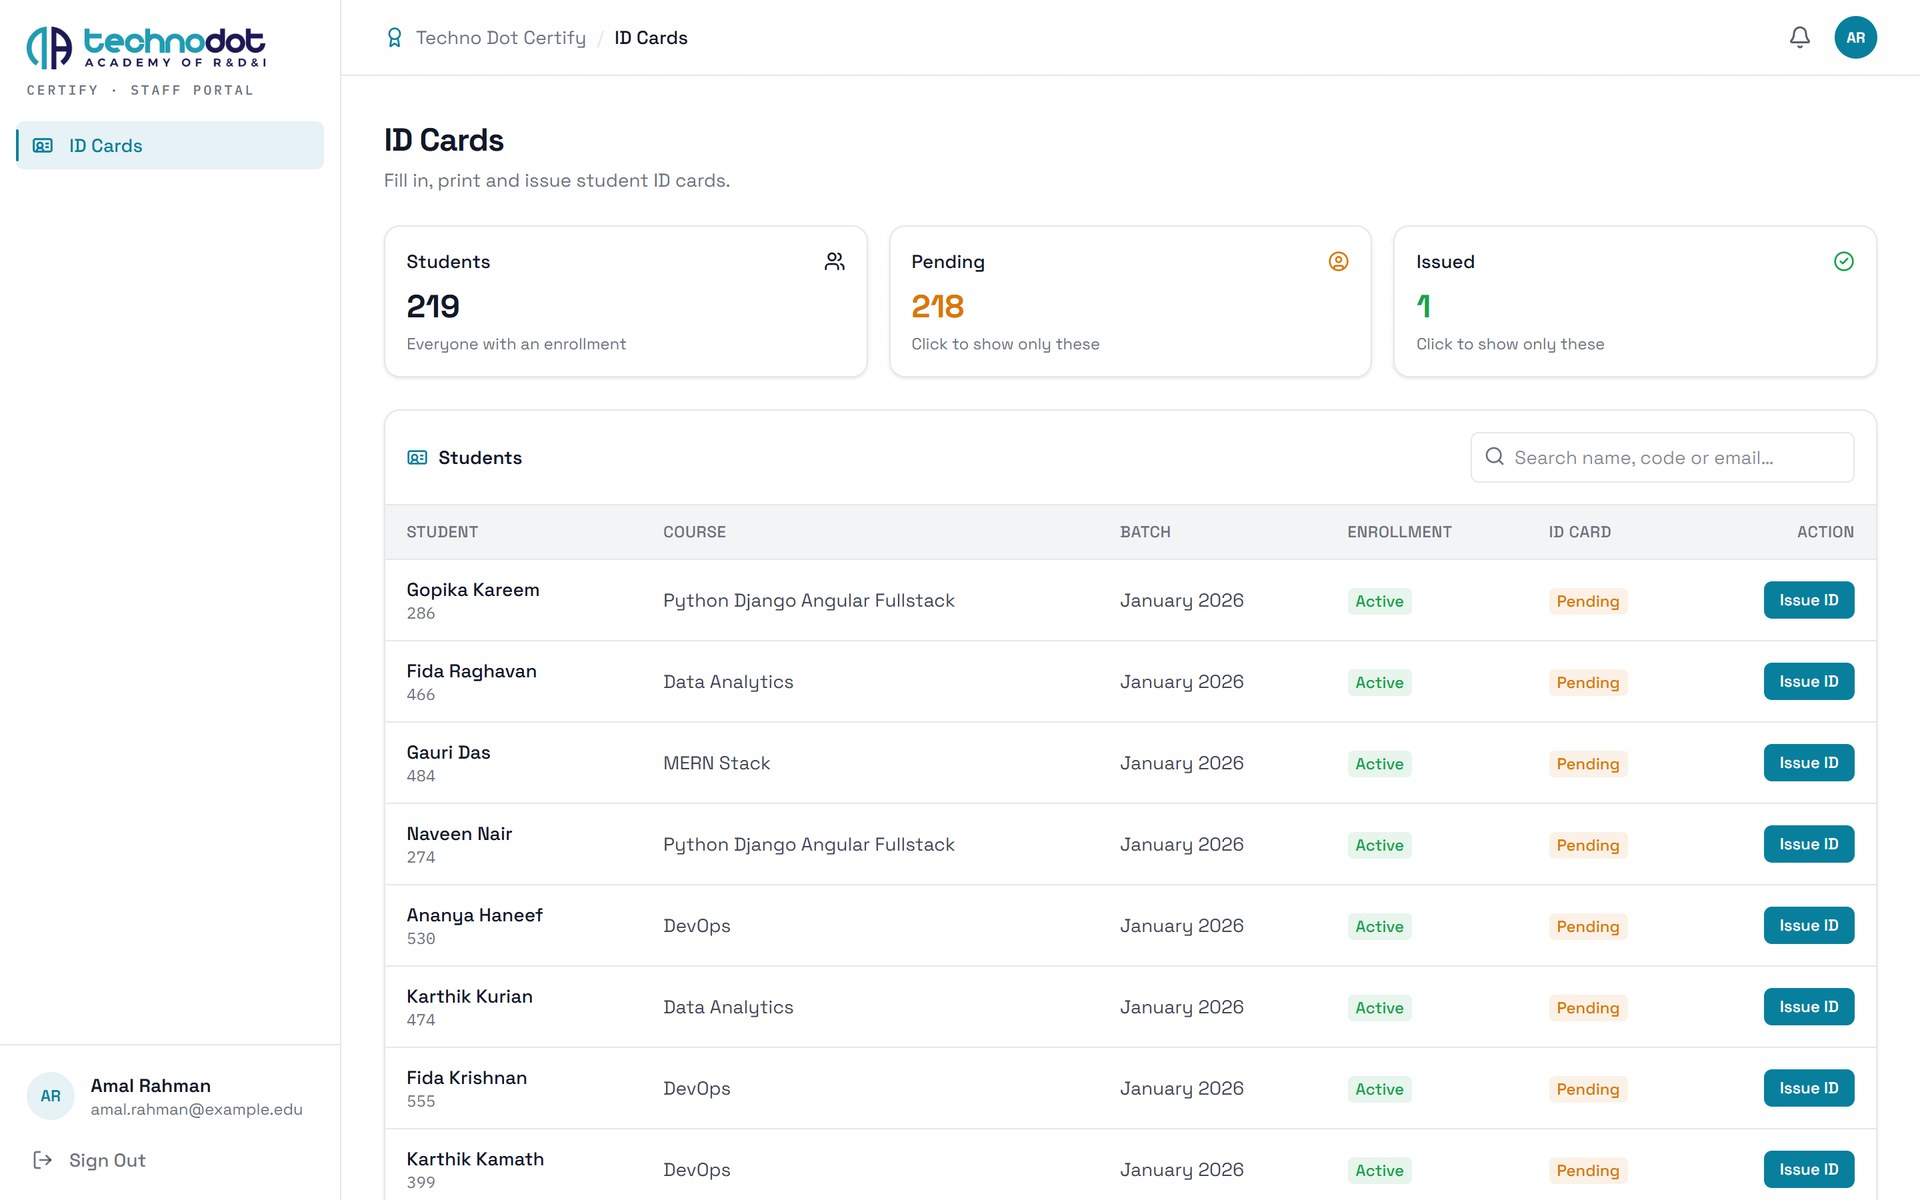 technodot
ACADEMY OF R&D&I
CERTIFY · STAFF PORTAL
ID Cards
Techno Dot Certify / ID Cards
AR
ID Cards
Fill in, print and issue student ID cards.
Students
219
Everyone with an enrollment
Pending
218
Click to show only these
Issued
1
Click to show only these
Students
Search name, code or email...
STUDENT COURSE BATCH ENROLLMENT ID CARD ACTION
Gopika Kareem
286
Python Django Angular Fullstack January 2026 Active Pending Issue ID
Fida Raghavan
466
Data Analytics January 2026 Active Pending Issue ID
Gauri Das
484
MERN Stack January 2026 Active Pending Issue ID
Naveen Nair
274
Python Django Angular Fullstack January 2026 Active Pending Issue ID
Ananya Haneef
530
DevOps January 2026 Active Pending Issue ID
Karthik Kurian
474
Data Analytics January 2026 Active Pending Issue ID
Fida Krishnan
555
DevOps January 2026 Active Pending Issue ID
Karthik Kamath
399
DevOps January 2026 Active Pending Issue ID
AR
Amal Rahman
amal.rahman@example.edu
Sign Out